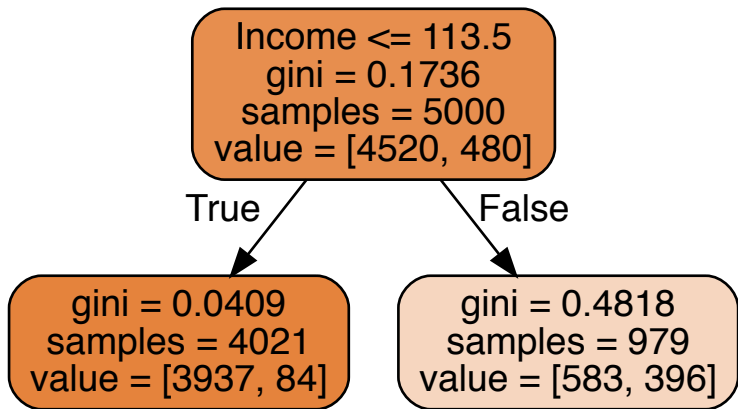 Income <= 113.5
gini = 0.1736
samples = 5000
value = [4520, 480]
True
False
gini = 0.0409
samples = 4021
value = [3937, 84]
gini = 0.4818
samples = 979
value = [583, 396]